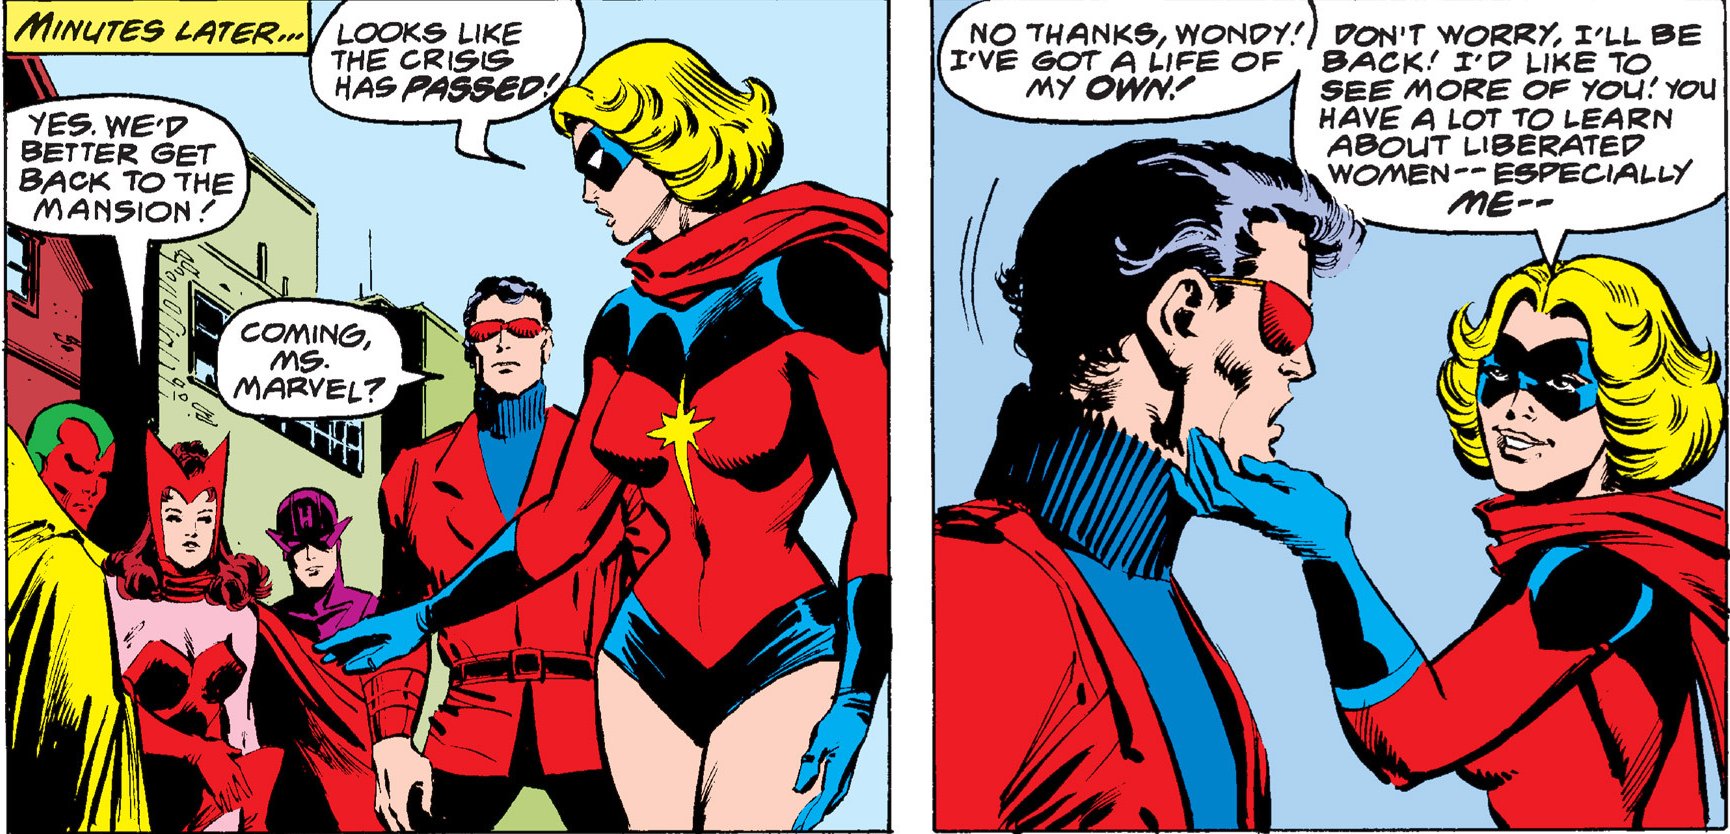 MINUTES LATER...
LOOKS LIKE
THE CRISIS
HAS PASSED!
YES. WE'D
BETTER GET
BACK TO THE
MANSION!
COMING,
MS.
MARVEL?
H
NO THANKS, WONDY!
I'VE GOT A LIFE OF
MY OWN!
DON'T WORRY, I'LL BE
BACK! I'D LIKE TO
SEE MORE OF YOU! YOU
HAVE A LOT TO LEARN
ABOUT LIBERATED
WOMEN--ESPECIALLY
ME--